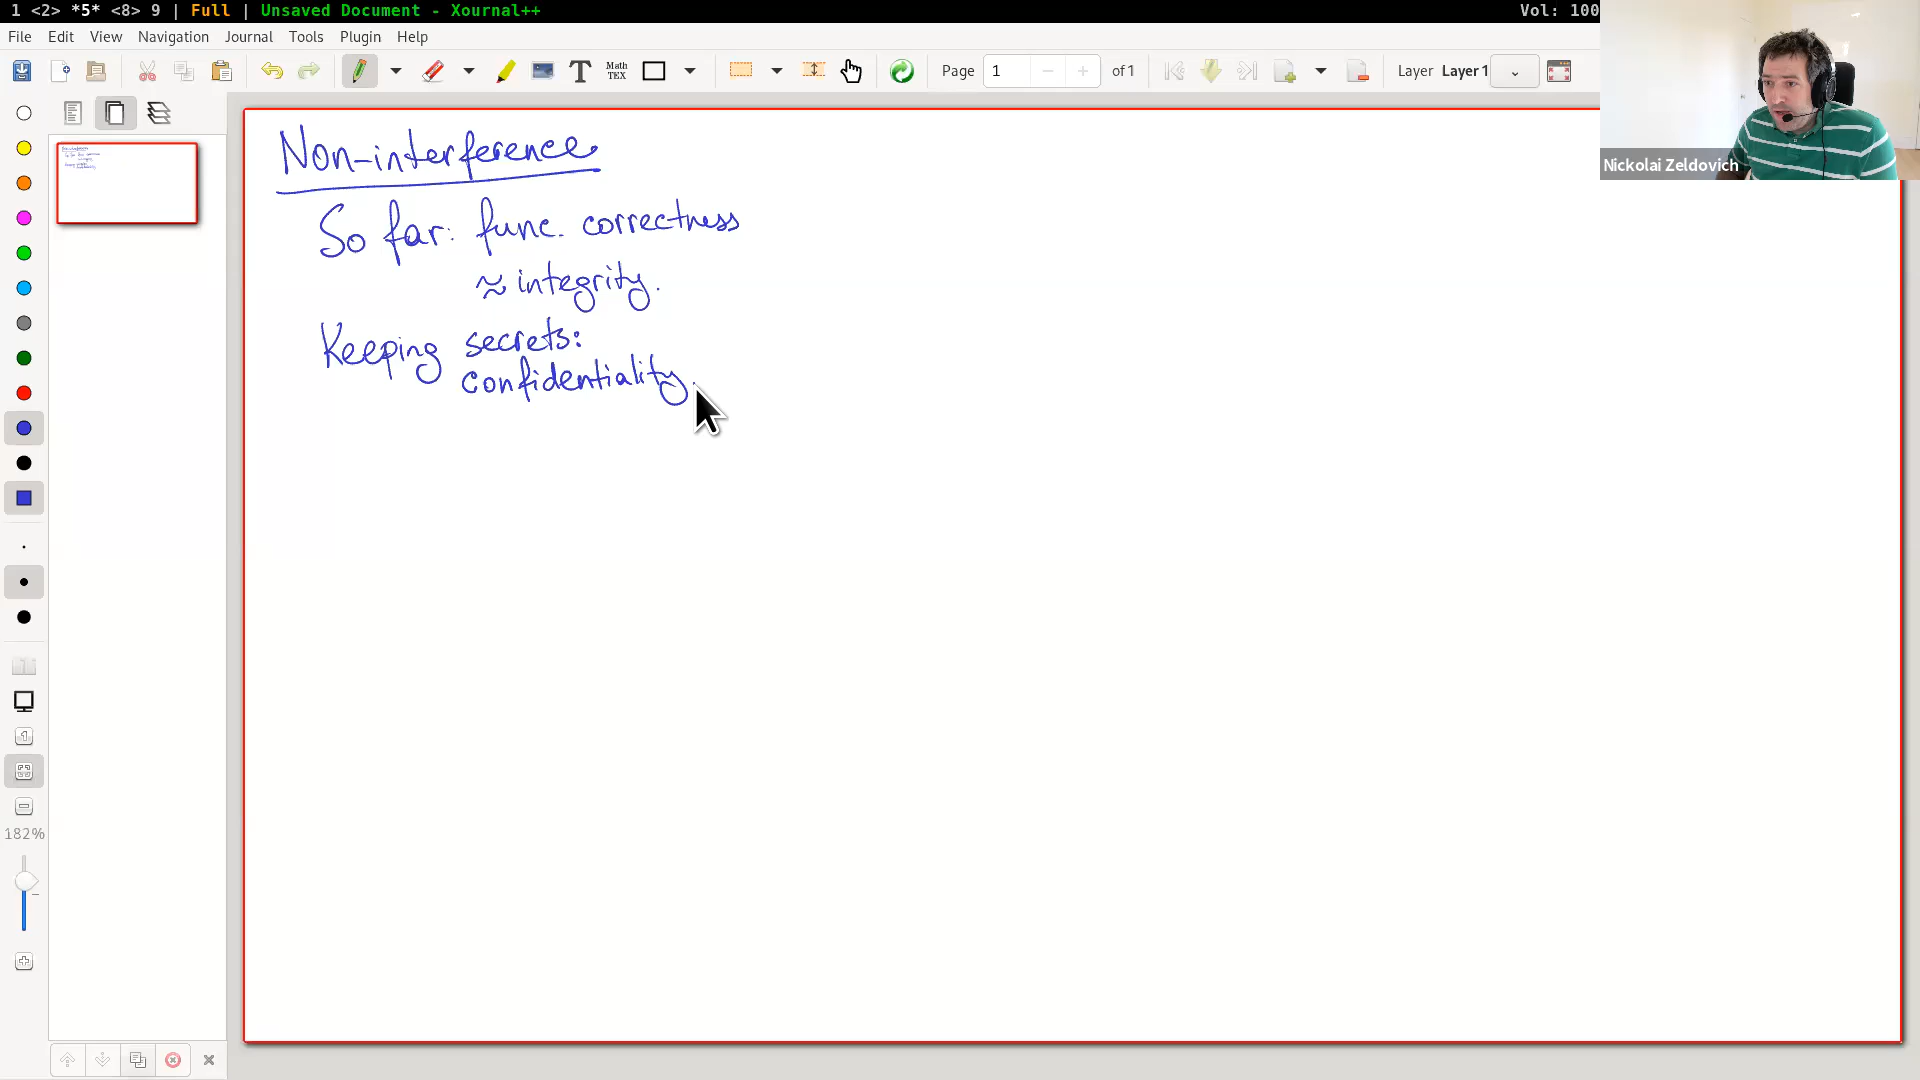 1 <2> *5* <8> 9 | Full | Unsaved Document - Xournal++
Vol: 100
File Edit View Navigation Journal Tools Plugin Help
T Math TEX Page 1 of 1 Layer Layer 1
Nickolai Zeldovich
Non-interference
So far: func. correctness
≈ integrity.
Keeping secrets:
confidentiality.
182%